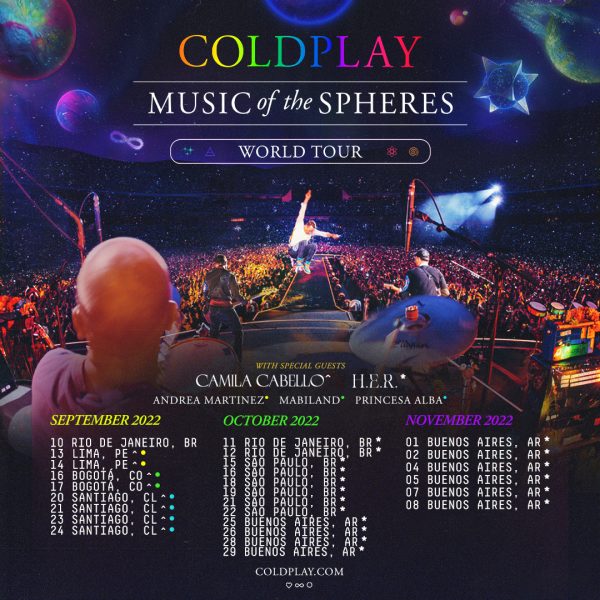 COLDPLAY
MUSIC of the SPHERES
WORLD TOUR
WITH SPECIAL GUESTS
CAMILA CABELLO^ H.E.R.*
ANDREA MARTINEZ• MABILAND• PRINCESA ALBA•
SEPTEMBER 2022
10 RIO DE JANEIRO, BR
13 LIMA, PE^•
14 LIMA, PE^•
16 BOGOTÁ, CO^•
17 BOGOTÁ, CO^•
20 SANTIAGO, CL^•
21 SANTIAGO, CL^•
23 SANTIAGO, CL^•
24 SANTIAGO, CL^•
OCTOBER 2022
11 RIO DE JANEIRO, BR*
12 RIO DE JANEIRO, BR*
15 SÃO PAULO, BR*
16 SÃO PAULO, BR*
18 SÃO PAULO, BR*
19 SÃO PAULO, BR*
21 SÃO PAULO, BR*
22 SÃO PAULO, BR*
25 BUENOS AIRES, AR*
26 BUENOS AIRES, AR*
28 BUENOS AIRES, AR*
29 BUENOS AIRES, AR*
NOVEMBER 2022
01 BUENOS AIRES, AR*
02 BUENOS AIRES, AR*
04 BUENOS AIRES, AR*
05 BUENOS AIRES, AR*
07 BUENOS AIRES, AR*
08 BUENOS AIRES, AR*
COLDPLAY.COM